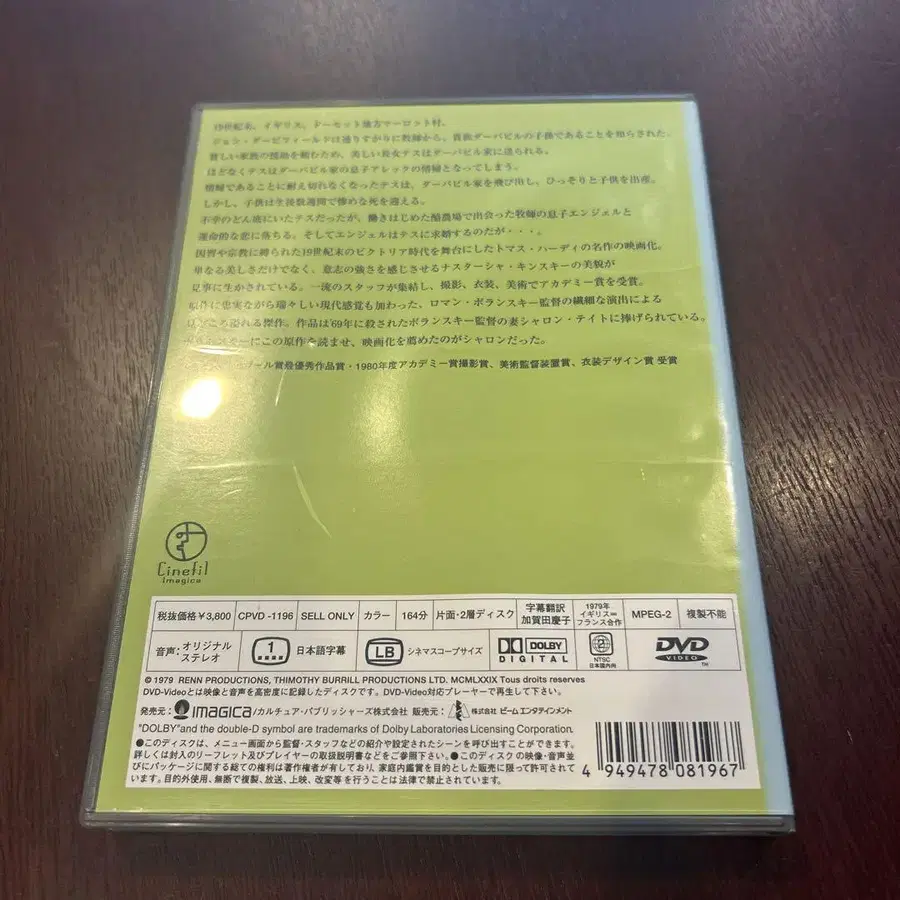 19世紀末、イギリス、ドーセット地方マーロット村。
ジョン・ダービフィールドは通りすがりに牧師から、貴族ダーバビルの子孫であることを知らされた。
貧しい家族の援助を頼むため、美しい長女テスはダーバビル家に送られる。
ほどなくテスはダーバビル家の息子アレックの情婦となってしまう。
情婦であることに耐え切れなくなったテスは、ダーバビル家を飛び出し、ひっそりと子供を出産。
しかし、子供は生後数週間で惨めな死を迎える。
不幸のどん底にいたテスだったが、働きはじめた酪農場で出会った牧師の息子エンジェルと
運命的な恋に落ちる。そしてエンジェルはテスに求婚するのだが・・・。
因習や宗教に縛られた19世紀末のビクトリア時代を舞台にしたトマス・ハーディの名作の映画化。
単なる美しさだけでなく、意志の強さを感じさせるナスターシャ・キンスキーの美貌が
見事に生かされている。一流のスタッフが集結し、撮影、衣装、美術でアカデミー賞を受賞。
原作に忠実ながら瑞々しい現代感覚も加わった、ロマン・ポランスキー監督の繊細な演出による
見どころ溢れる傑作。作品は'69年に殺されたポランスキー監督の妻シャロン・テイトに捧げられている。
にこの原作を読ませ、映画化を薦めたのがシャロンだった。
ール賞最優秀作品賞・1980年度アカデミー賞撮影賞、美術監督装置賞、衣装デザイン賞 受賞
Cinefil
Imagica
税抜価格¥3,800 CPVD-1196 SELL ONLY カラー 164分 片面・2層ディスク 字幕翻訳 加賀田慶子 1979年 イギリス＝フランス合作 MPEG-2 複製不能
音声：オリジナル ステレオ 1 日本語字幕 LB シネマスコープサイズ DOLBY DIGITAL 2 NTSC 日本国内向 DVD VIDEO TM
© 1979 RENN PRODUCTIONS, THIMOTHY BURRILL PRODUCTIONS LTD. MCMLXXIX Tous droits reserves
DVD-Videoとは映像と音声を高密度に記録したディスクです。DVD-Video対応プレーヤーで再生して下さい。
発売元： IMAGICA/カルチュア・パブリッシャーズ株式会社 販売元： 株式会社 ビームエンタテインメント
"DOLBY"and the double-D symbol are trademarks of Dolby Laboratories Licensing Corporation.
●このディスクは、メニュー画面から監督・スタッフなどの紹介や設定されたシーンを呼び出すことができます。
詳しくは封入のリーフレット及びプレイヤーの取扱説明書などをご参照下さい。●このディスクの映像・音声並
びにパッケージに関する総ての権利は著作権者が有しており、家庭内鑑賞を目的とした販売に限って許可されて
います。目的外使用、無断で複製、放送、上映、改変等を行うことは法律で禁止されています。
4 949478 081967